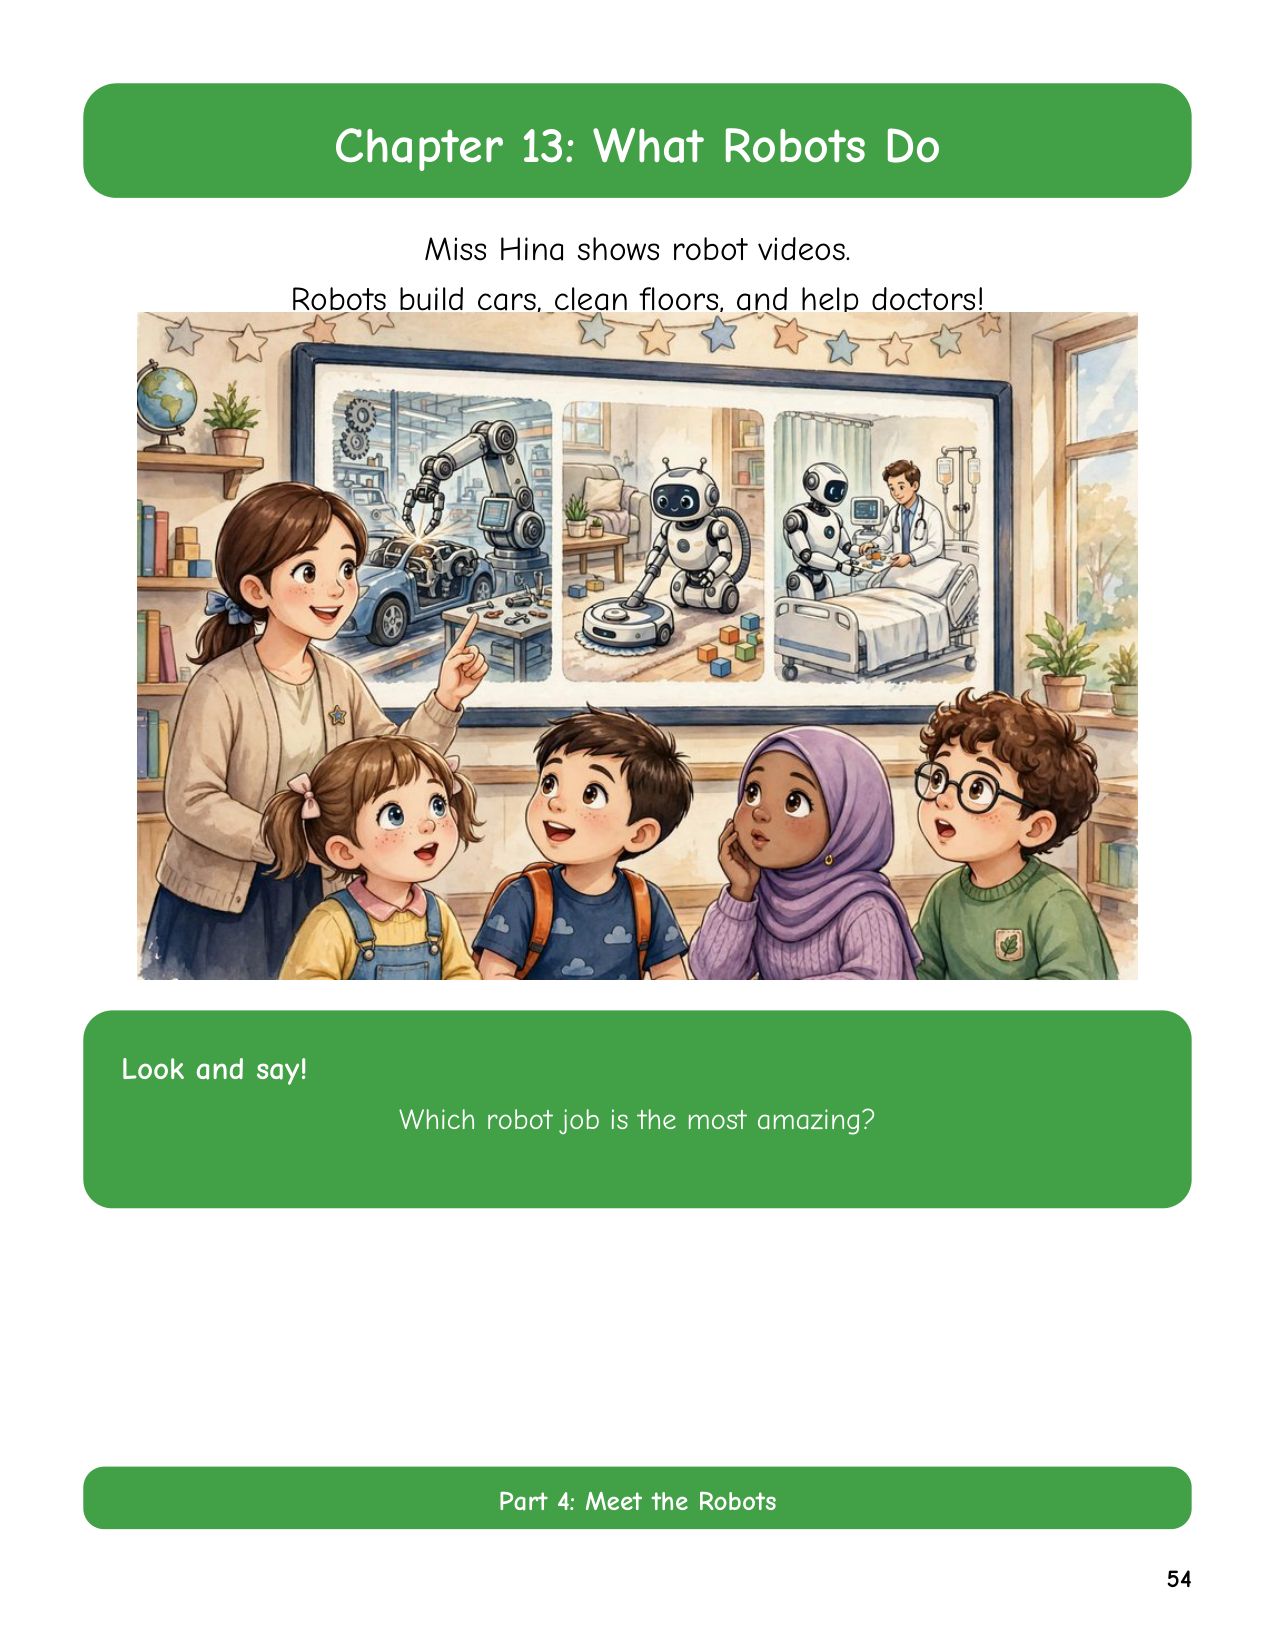 Chapter 13: What Robots Do
Miss Hina shows robot videos.
Robots build cars, clean floors, and help doctors!
Look and say!
Which robot job is the most amazing?
Part 4: Meet the Robots
54